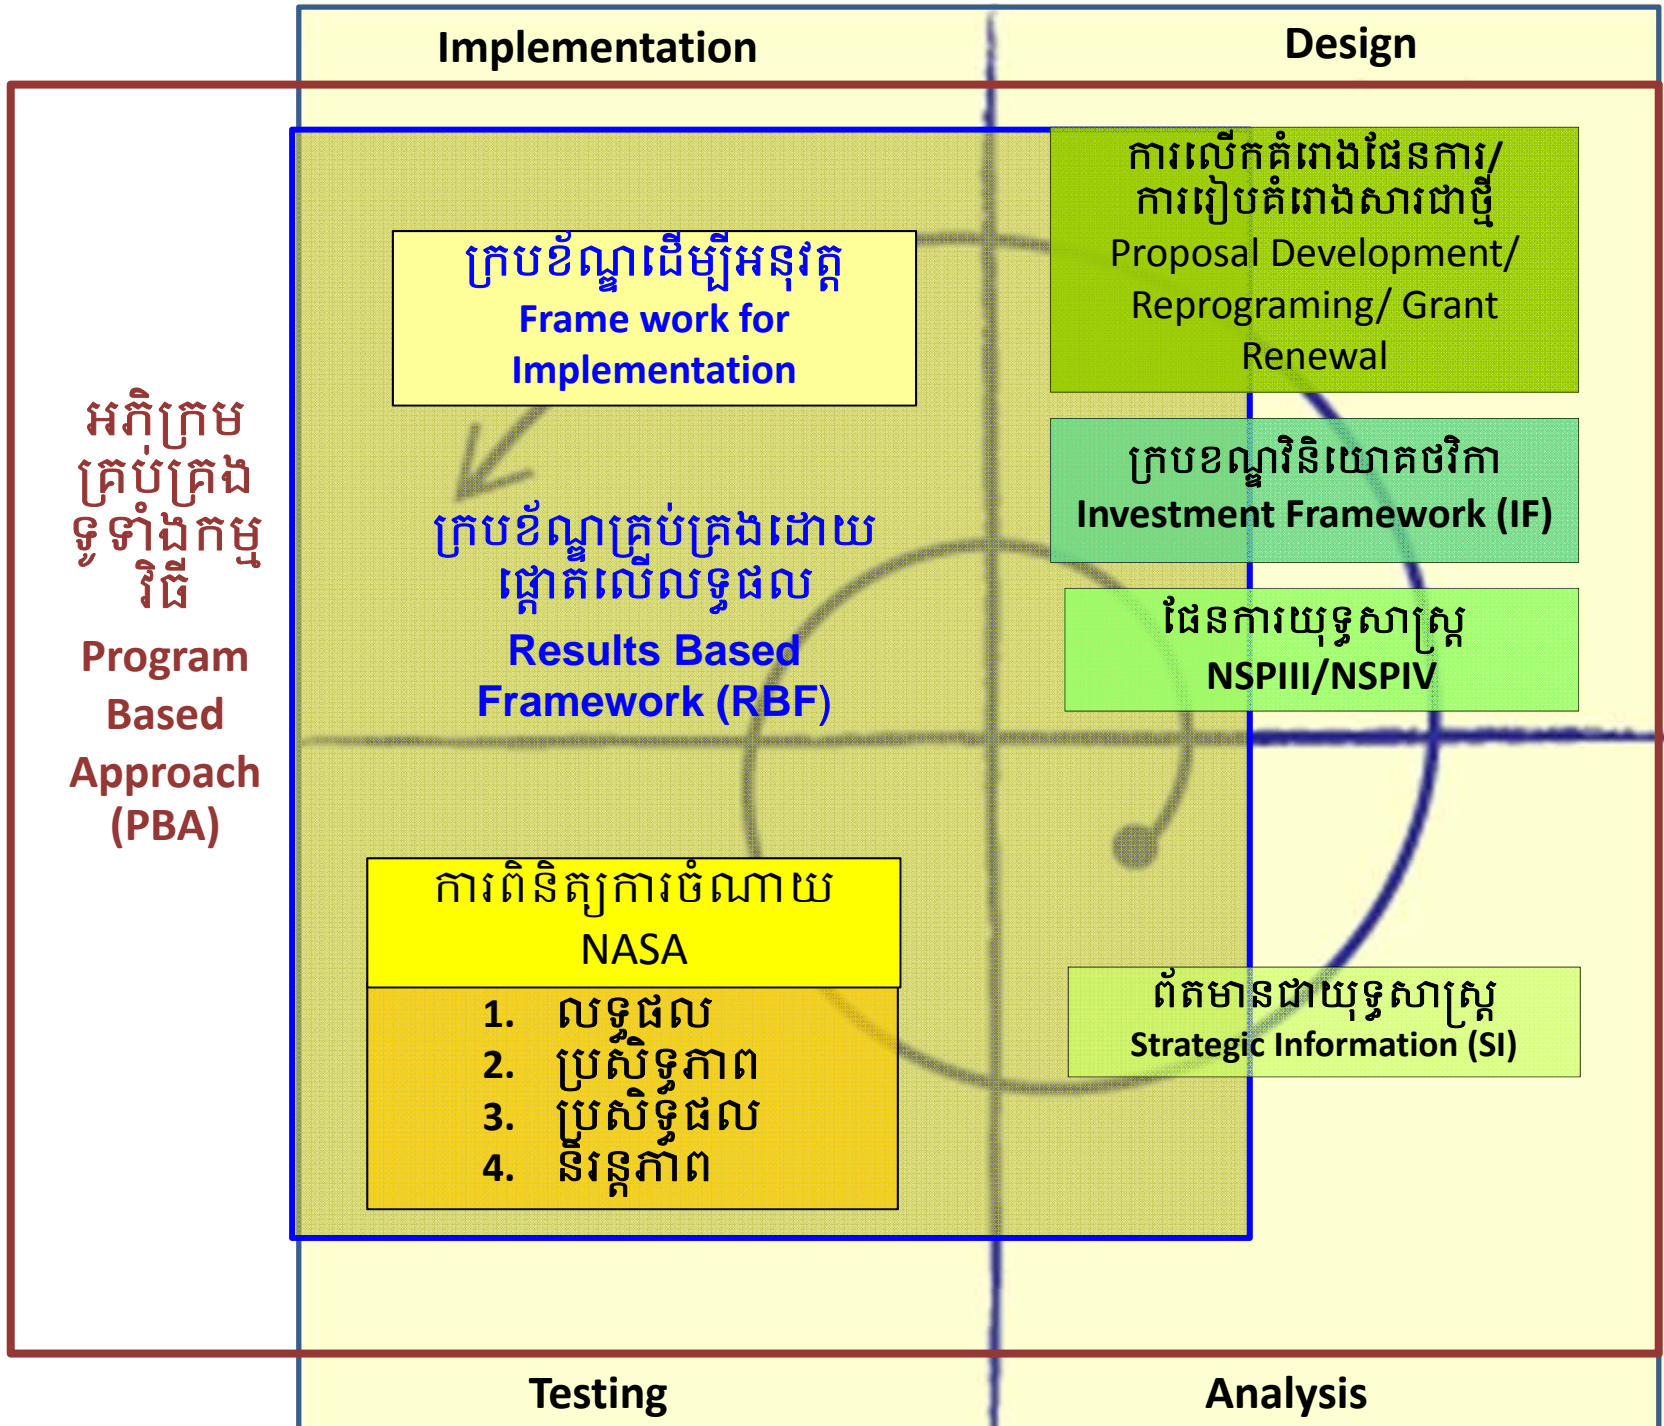 Implementation
Design
ការលើកគំរោងផែនការ/
ការរៀបគំរោងសារជាថ្មី
Proposal Development/
Reprograming/ Grant
Renewal
ក្របខ័ណ្ឌដើម្បីអនុវត្ត
Frame work for
Implementation
ក្របខណ្ឌវិនិយោគថវិកា
Investment Framework (IF)
អភិក្រម
គ្រប់គ្រង
ទូទាំងកម្ម
វិធី
Program
Based
Approach
(PBA)
ក្របខ័ណ្ឌគ្រប់គ្រងដោយ
ផ្តោតលើលទ្ធផល
Results Based
Framework (RBF)
ផែនការយុទ្ធសាស្ត្រ
NSPIII/NSPIV
ការពិនិត្យការចំណាយ
NASA
1. លទ្ធផល
2. ប្រសិទ្ធភាព
3. ប្រសិទ្ធផល
4. និរន្តភាព
ព័តមានជាយុទ្ធសាស្ត្រ
Strategic Information (SI)
Testing
Analysis